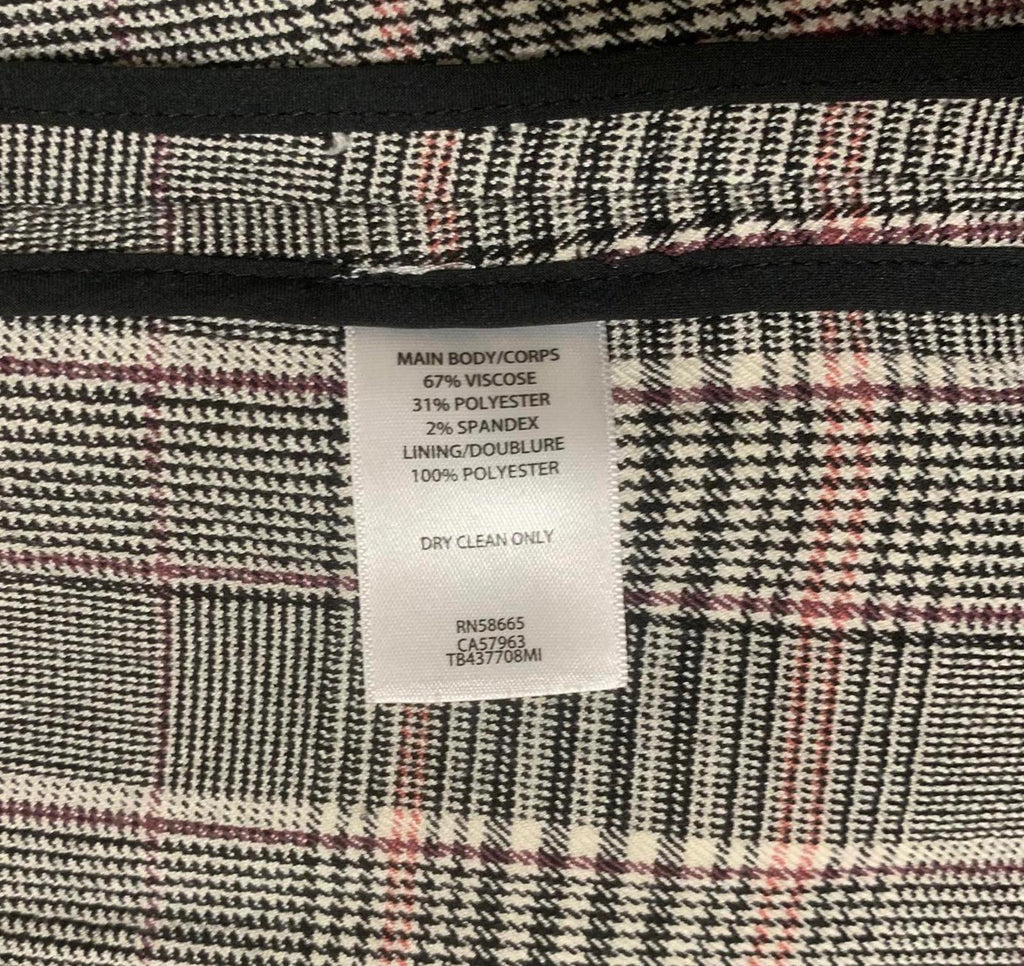 MAIN BODY/CORPS
67% VISCOSE
31% POLYESTER
2% SPANDEX
LINING/DOUBLURE
100% POLYESTER
DRY CLEAN ONLY
RN58665
CA57963
TB437708MI